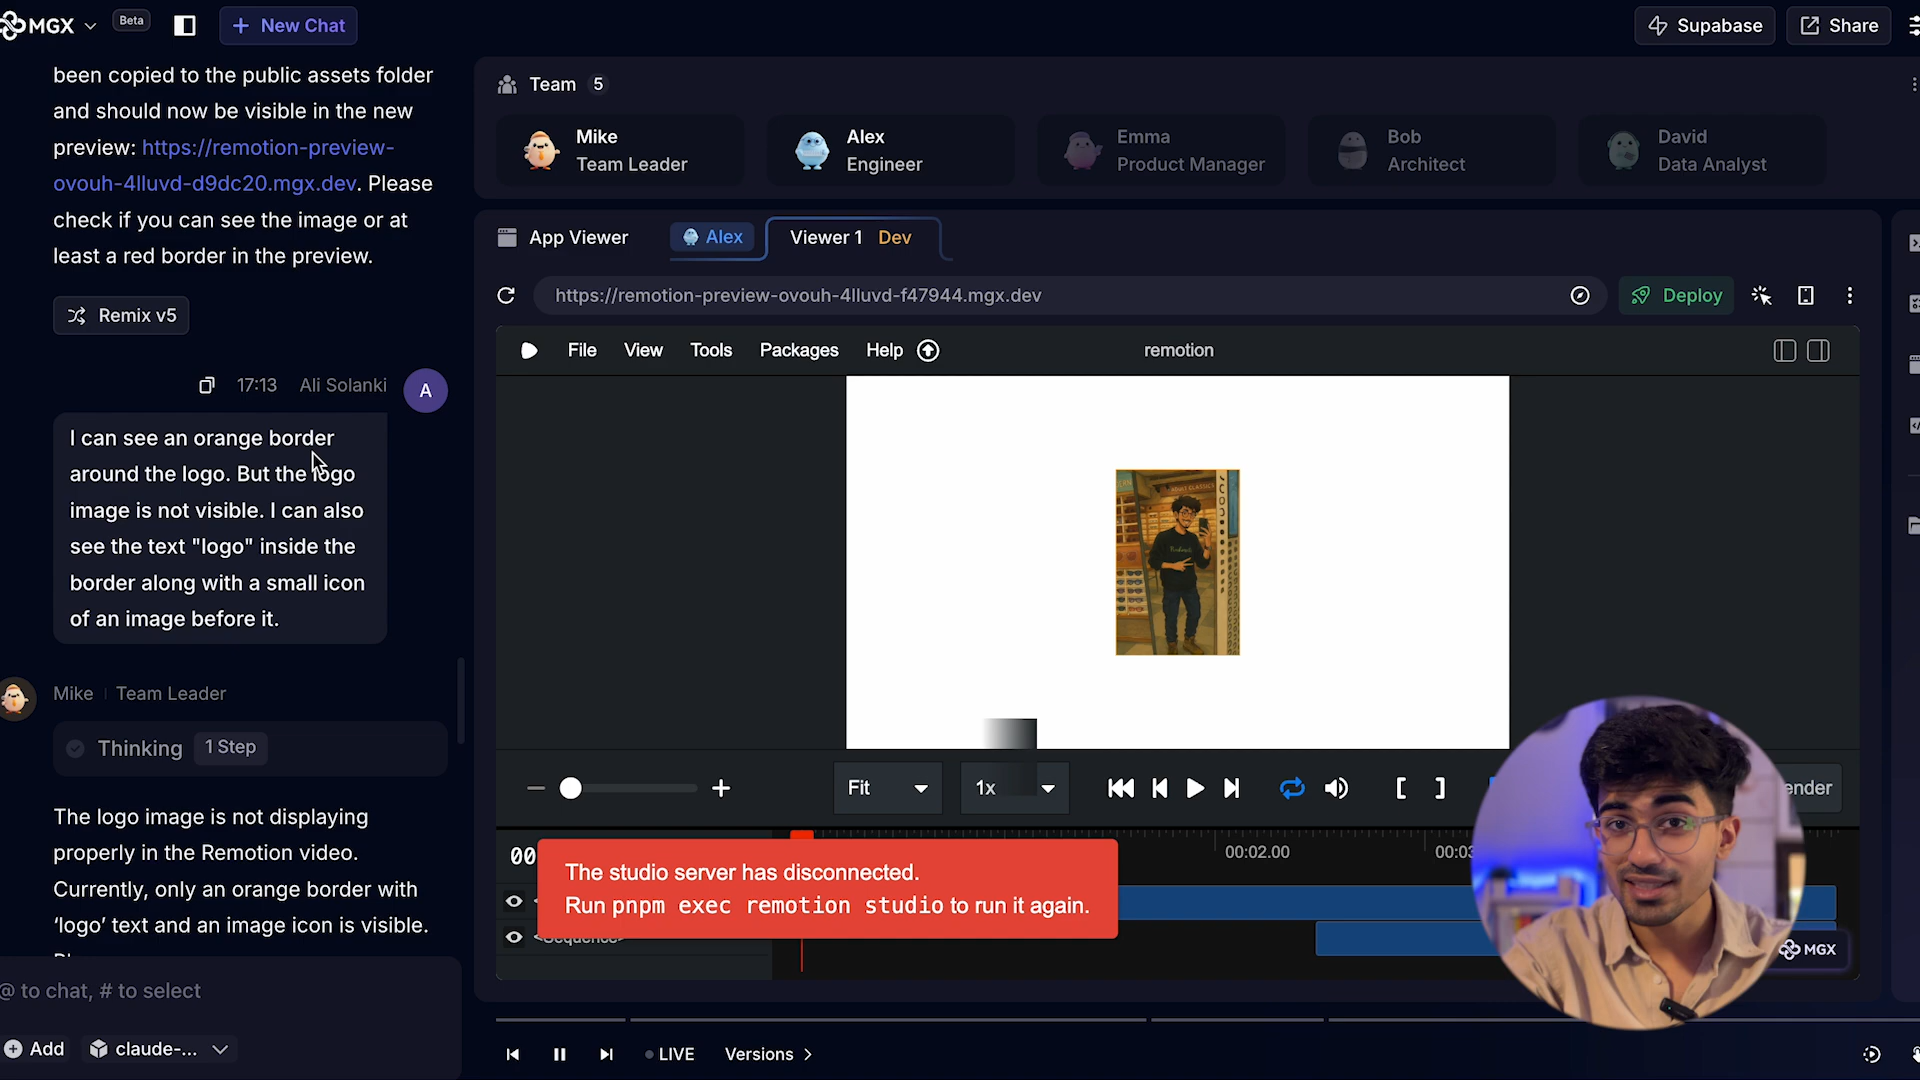 MGX
Beta
New Chat
Supabase
Share
been copied to the public assets folder
and should now be visible in the new
preview: https://remotion-preview-
ovouh-4lluvd-d9dc20.mgx.dev. Please
check if you can see the image or at
least a red border in the preview.
Remix v5
17:13 Ali Solanki
A
I can see an orange border
around the logo. But the logo
image is not visible. I can also
see the text "logo" inside the
border along with a small icon
of an image before it.
Mike Team Leader
Thinking 1 Step
The logo image is not displaying
properly in the Remotion video.
Currently, only an orange border with
‘logo’ text and an image icon is visible.
@ to chat, # to select
Add
claude-...
Team 5
Mike
Team Leader
Alex
Engineer
Emma
Product Manager
Bob
Architect
David
Data Analyst
App Viewer
Alex
Viewer 1 Dev
https://remotion-preview-ovouh-4lluvd-f47944.mgx.dev
Deploy
File View Tools Packages Help
remotion
Fit
1x
ender
00
00:02.00
00:03
The studio server has disconnected.
Run pnpm exec remotion studio to run it again.
<Sequence>
MGX
LIVE
Versions